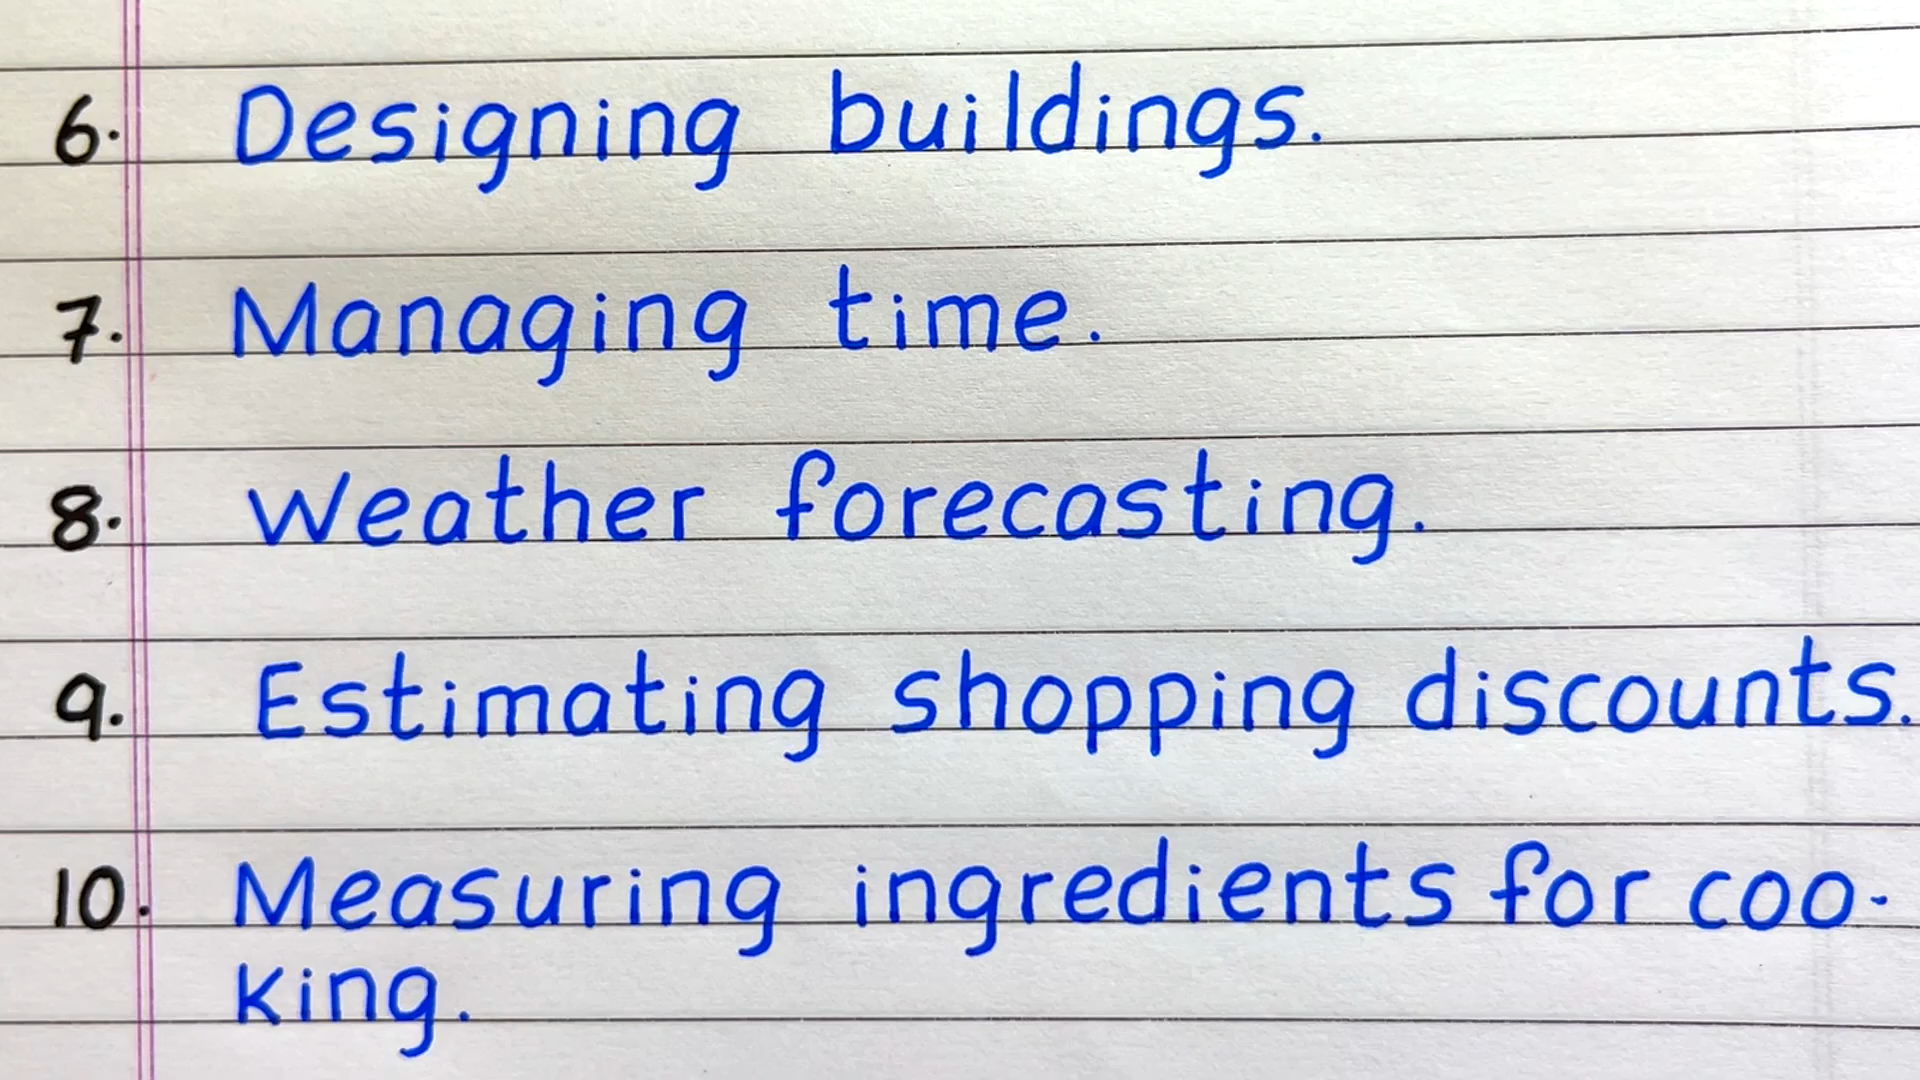 6. Designing buildings.
7. Managing time.
8. Weather forecasting.
9. Estimating shopping discounts.
10. Measuring ingredients for coo-
king.